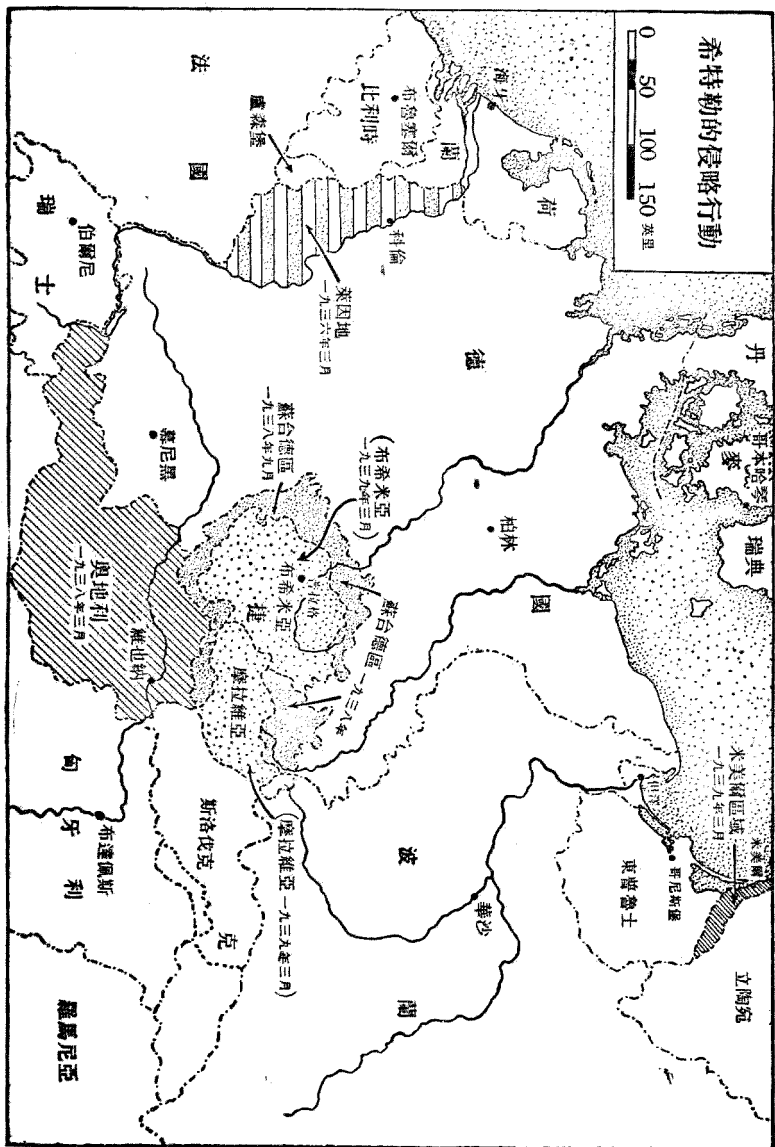 希特勒的侵略行動
0 50 100 150 英里
海牙
荷
蘭
布魯塞爾
比利時
盧森堡
法
國
科倫
萊因地
一九三六年三月
瑞
士
伯爾尼
德
國
慕尼黑
柏林
丹
麥
哥本哈根
瑞典
蘇台德區
一九三八年九月
(布希米亞
一九三九年三月)
布拉格
布希米亞
捷
克
蘇台德區 一九三八年
摩拉維亞
(摩拉維亞 一九三九年三月)
奧地利
一九三八年三月
維也納
匈
牙
利
布達佩斯
斯洛伐克
波
蘭
華沙
米美爾區域
一九三九年三月
米美爾
哥尼斯堡
東普魯士
立陶宛
羅馬尼亞